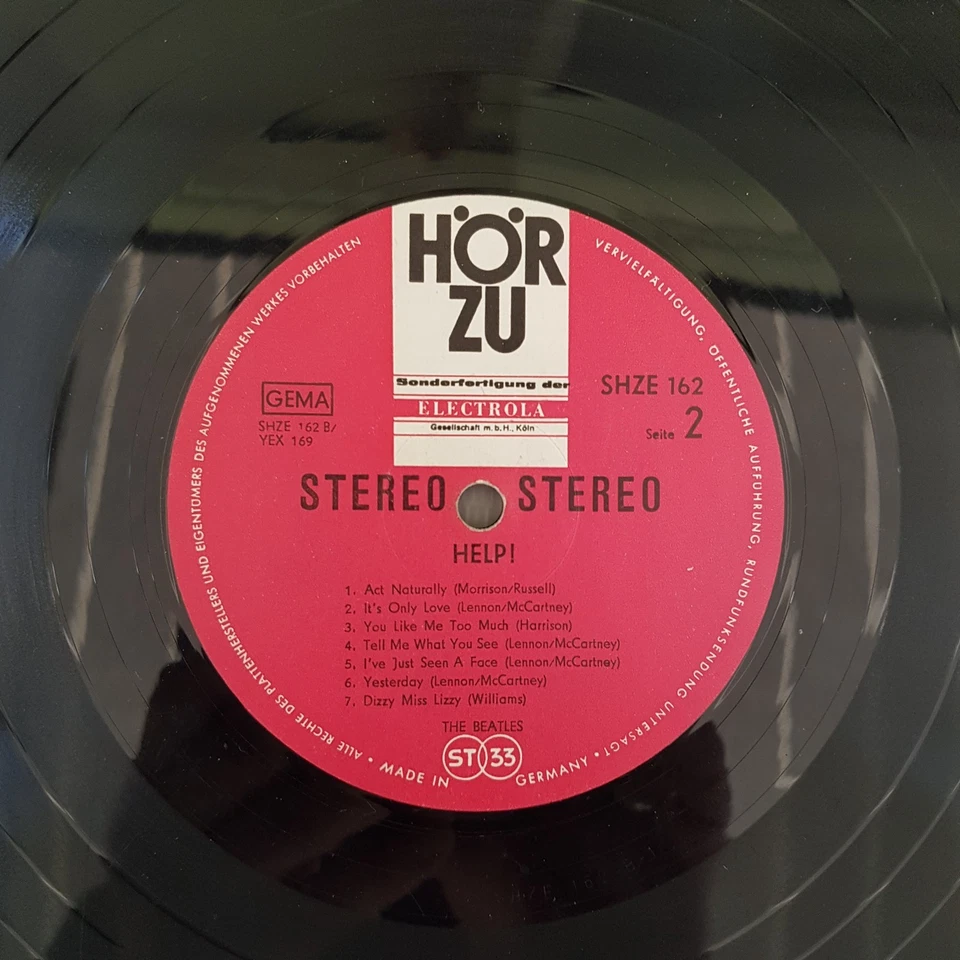 HÖR
ZU
Sonderfertigung der
ELECTROLA
Gesellschaft m.b.H., Köln
GEMA
SHZE 162 B/
YEX 169
SHZE 162
Seite 2
STEREO STEREO
HELP!
1. Act Naturally (Morrison/Russell)
2. It's Only Love (Lennon/McCartney)
3. You Like Me Too Much (Harrison)
4. Tell Me What You See (Lennon/McCartney)
5. I've Just Seen A Face (Lennon/McCartney)
6. Yesterday (Lennon/McCartney)
7. Dizzy Miss Lizzy (Williams)
THE BEATLES
ST 33
• ALLE RECHTE DES PLATTENHERSTELLERS UND EIGENTÜMERS DES AUFGENOMMENEN WERKES VORBEHALTEN
VERVIELFÄLTIGUNG, ÖFFENTLICHE AUFFÜHRUNG, RUNDFUNKSENDUNG UNTERSAGT •
MADE IN GERMANY